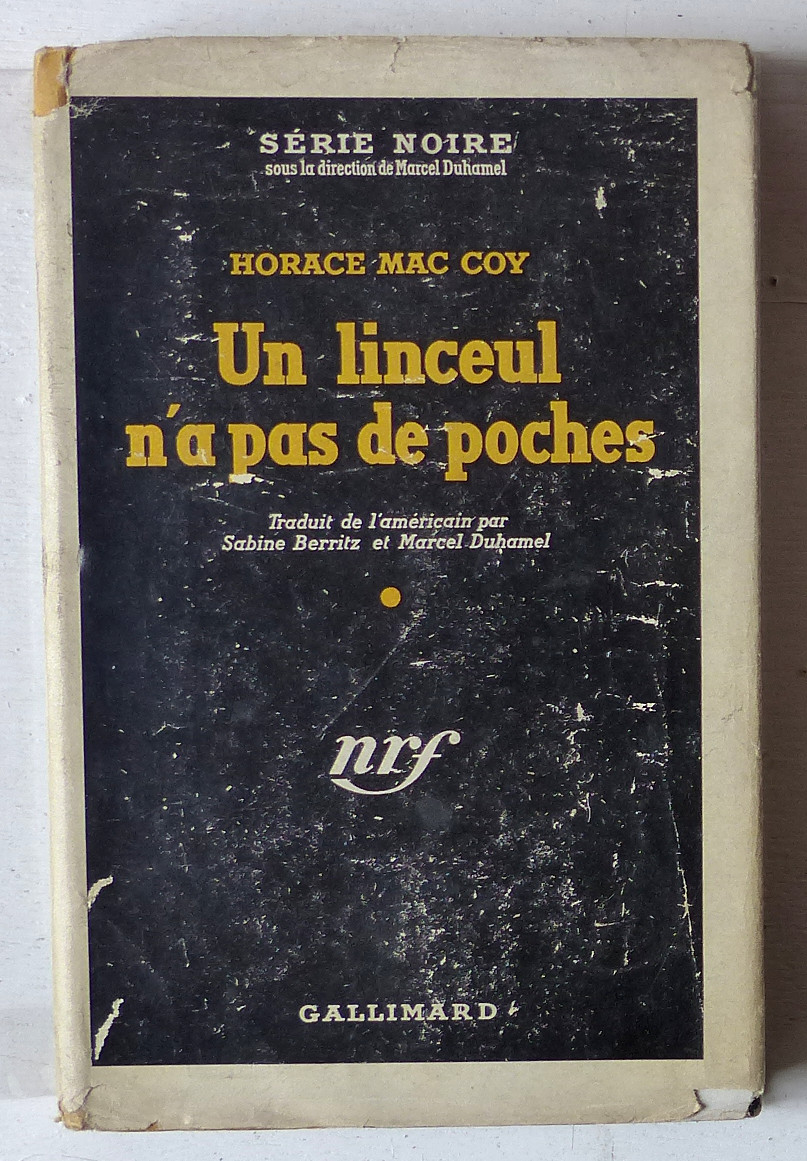 SÉRIE NOIRE
sous la direction de Marcel Duhamel
HORACE MAC COY
Un linceul
n'a pas de poches
Traduit de l'américain par
Sabine Berritz et Marcel Duhamel
nrf
GALLIMARD